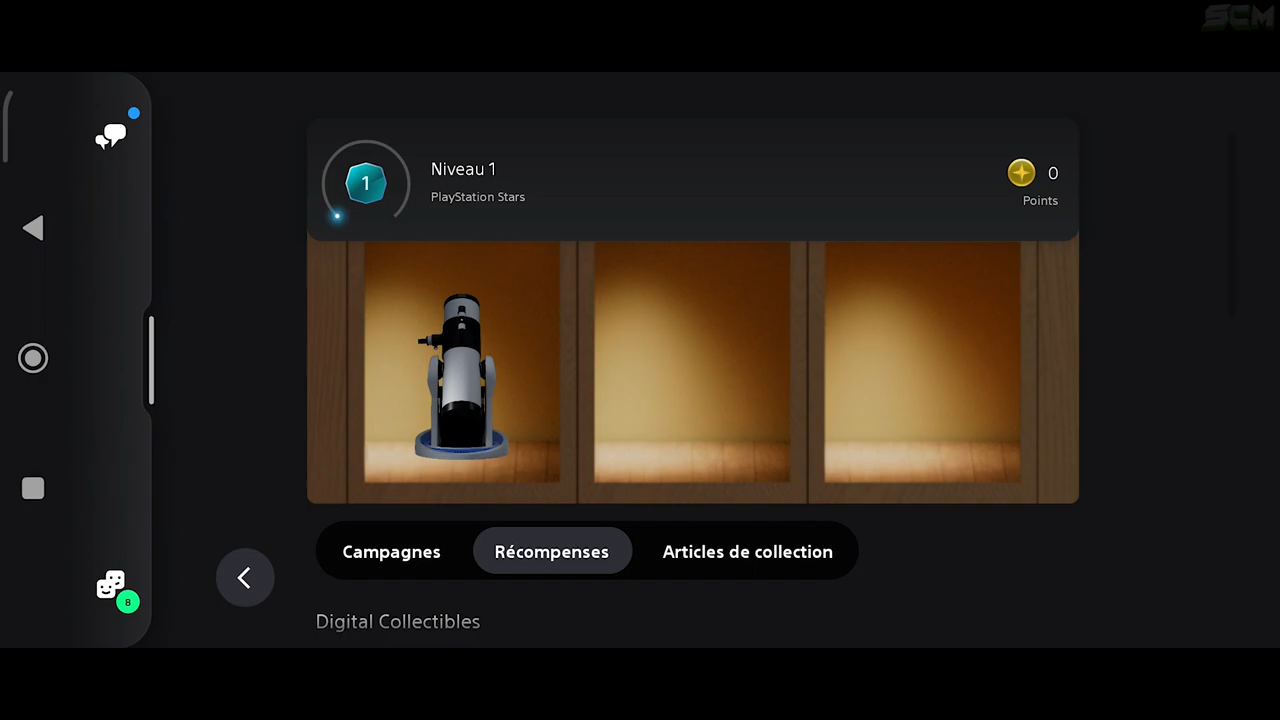 SCM
1
Niveau 1
PlayStation Stars
0
Points
Campagnes
Récompenses
Articles de collection
8
Digital Collectibles